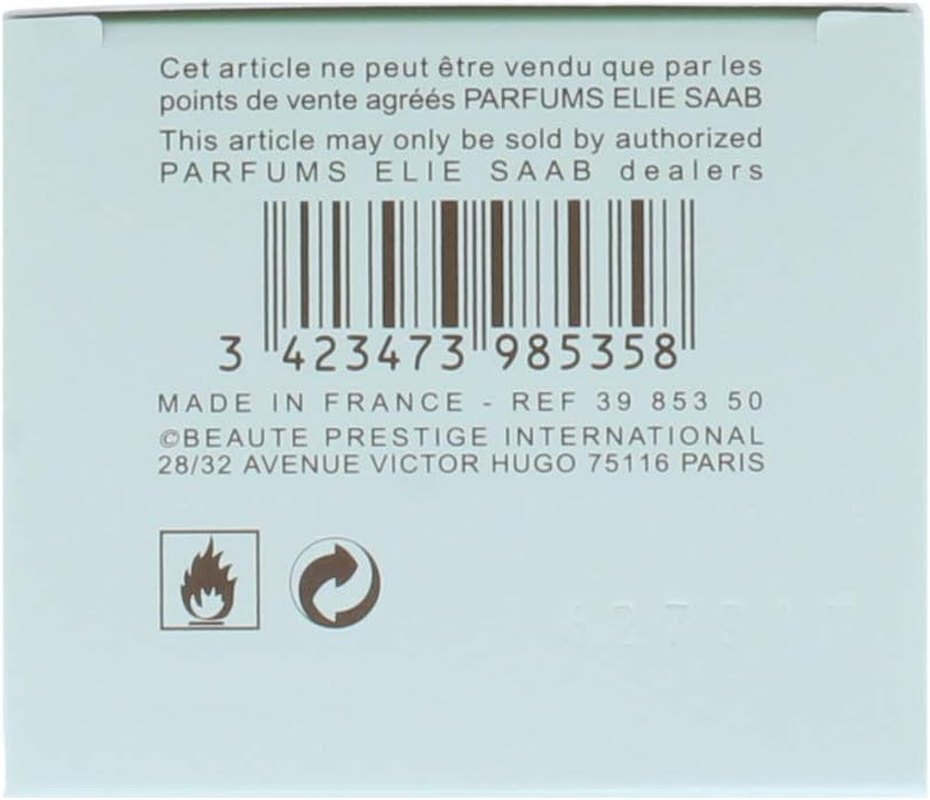 Cet article ne peut être vendu que par les
points de vente agréés PARFUMS ELIE SAAB
This article may only be sold by authorized
PARFUMS ELIE SAAB dealers
3 423473 985358
MADE IN FRANCE - REF 39 853 50
©BEAUTE PRESTIGE INTERNATIONAL
28/32 AVENUE VICTOR HUGO 75116 PARIS